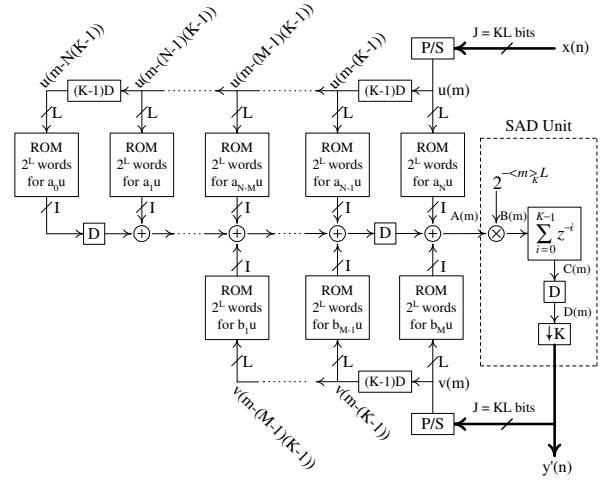 u(m-N(K-1))
u(m-(N-1)(K-1))
u(m-(M-1)(K-1))
u(m-(K-1))
P/S
J = KL bits
x(n)
(K-1)D
(K-1)D
u(m)
L
L
L
L
L
SAD Unit
ROM
2^L words
for a_0u
ROM
2^L words
for a_1u
ROM
2^L words
for a_{N-M}u
ROM
2^L words
for a_{N-1}u
ROM
2^L words
for a_Nu
2^{-<m>_K L}
I
I
I
I
I
A(m)
B(m)
D
+
+
+
D
+
⊗
\sum_{i=0}^{K-1} z^{-i}
I
I
I
C(m)
ROM
2^L words
for b_1u
ROM
2^L words
for b_{M-1}u
ROM
2^L words
for b_Mu
D
D(m)
↓K
L
L
L
(K-1)D
v(m)
v(m-(M-1)(K-1))
v(m-(K-1))
P/S
J = KL bits
y'(n)